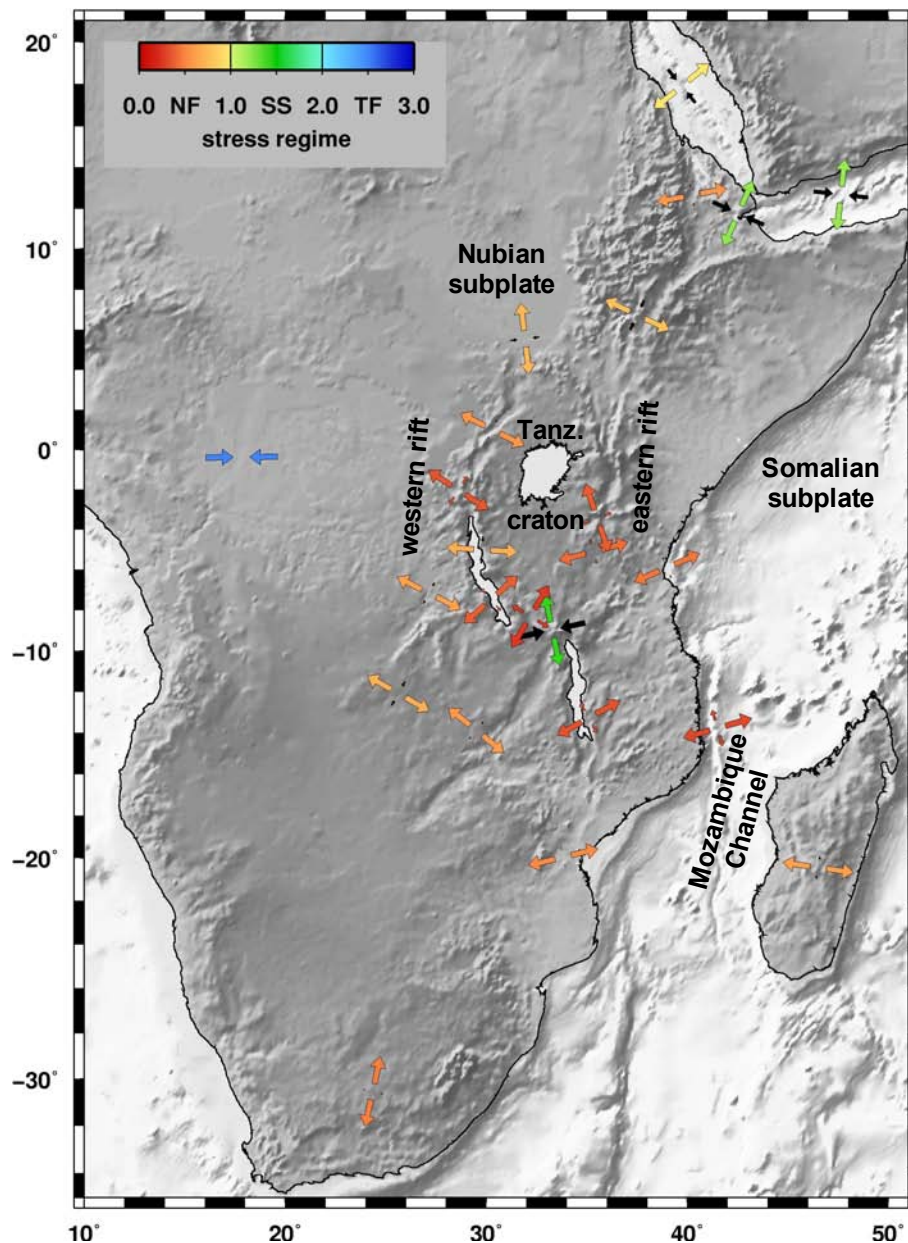 20°
10°
0°
−10°
−20°
−30°
0.0 NF 1.0 SS 2.0 TF 3.0
stress regime
Nubian
subplate
western rift
Tanz.
craton
eastern rift
Somalian
subplate
Mozambique
Channel
10° 20° 30° 40° 50°